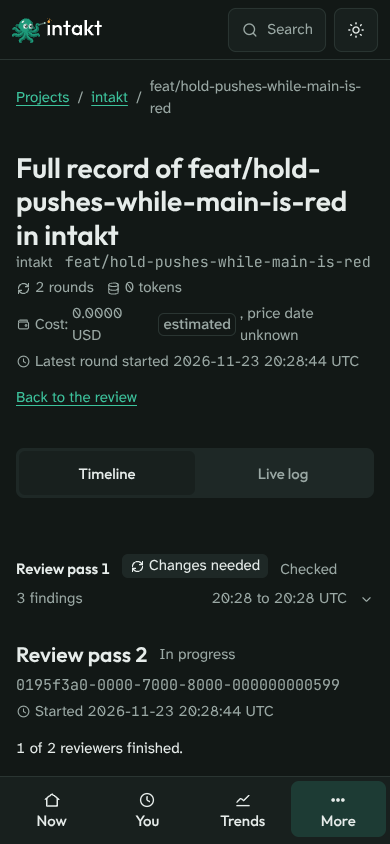 intakt
Search
Projects / intakt / feat/hold-pushes-while-main-is-
red
Full record of feat/hold-
pushes-while-main-is-red
in intakt
intakt feat/hold-pushes-while-main-is-red
2 rounds 0 tokens
Cost: 0.0000 USD estimated , price date unknown
Latest round started 2026-11-23 20:28:44 UTC
Back to the review
Timeline Live log
Review pass 1 Changes needed Checked
3 findings 20:28 to 20:28 UTC
Review pass 2 In progress
0195f3a0-0000-7000-8000-000000000599
Started 2026-11-23 20:28:44 UTC
1 of 2 reviewers finished.
Now You Trends More